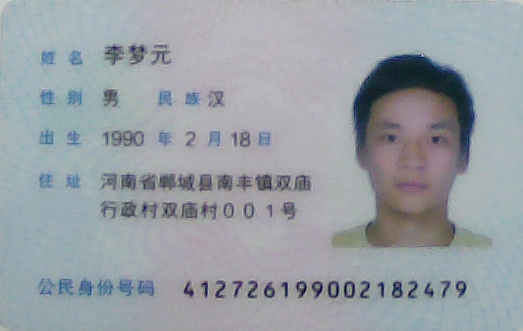 姓名 李梦元
性别 男 民族 汉
出生 1990 年 2 月 18 日
住址 河南省郸城县南丰镇双庙
行政村双庙村001号
公民身份号码 412726199002182479